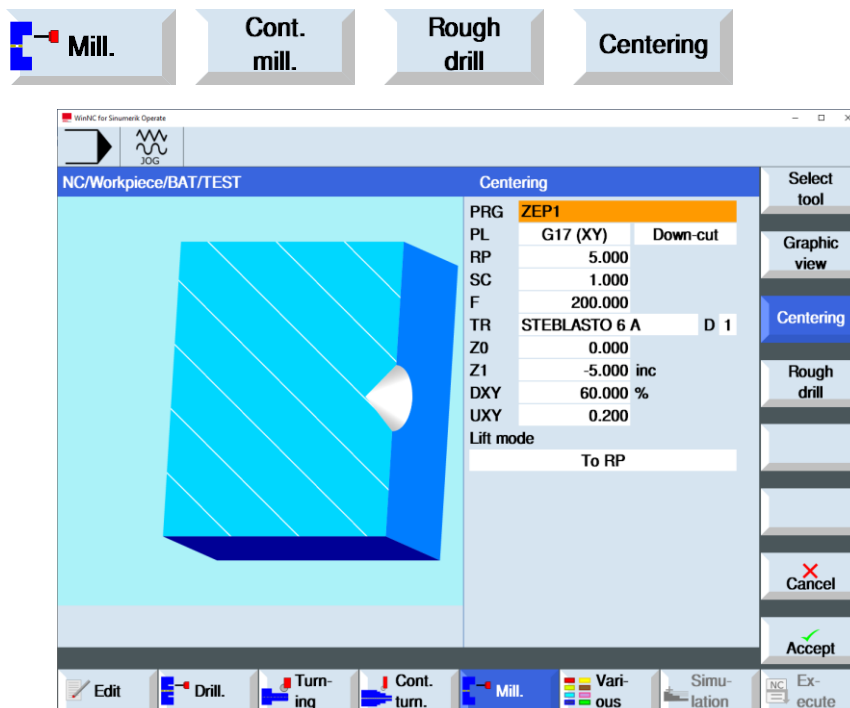 Mill.
Cont.
mill.
Rough
drill
Centering
WinNC for Sinumerik Operate
JOG
NC/Workpiece/BAT/TEST
Centering
PRG ZEP1
PL G17 (XY) Down-cut
RP 5.000
SC 1.000
F 200.000
TR STEBLASTO 6 A D 1
Z0 0.000
Z1 -5.000 inc
DXY 60.000 %
UXY 0.200
Lift mode
To RP
Select
tool
Graphic
view
Centering
Rough
drill
Cancel
Accept
Edit
Drill.
Turn-
ing
Cont.
turn.
Mill.
Vari-
ous
Simu-
lation
NC
Ex-
ecute